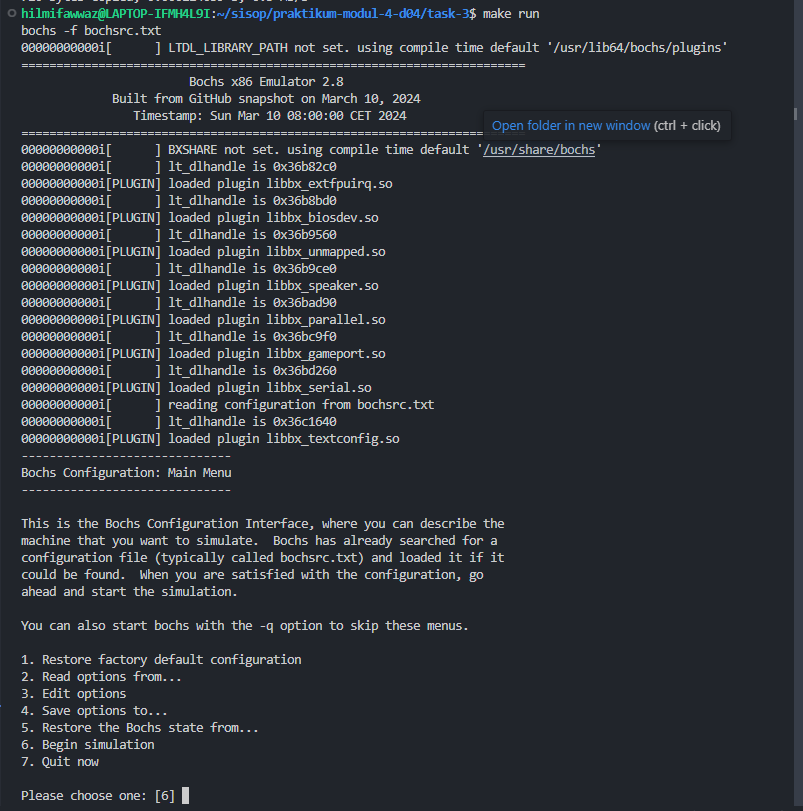 hilmifawwaz@LAPTOP-IFMH4L9I:~/sisop/praktikum-modul-4-d04/task-3$ make run
bochs -f bochsrc.txt
00000000000i[      ] LTDL_LIBRARY_PATH not set. using compile time default '/usr/lib64/bochs/plugins'
========================================================================
Bochs x86 Emulator 2.8
Built from GitHub snapshot on March 10, 2024
Timestamp: Sun Mar 10 08:00:00 CET 2024
Open folder in new window (ctrl + click)
========================================================================
00000000000i[      ] BXSHARE not set. using compile time default '/usr/share/bochs'
00000000000i[      ] lt_dlhandle is 0x36b82c0
00000000000i[PLUGIN] loaded plugin libbx_extfpuirq.so
00000000000i[      ] lt_dlhandle is 0x36b8bd0
00000000000i[PLUGIN] loaded plugin libbx_biosdev.so
00000000000i[      ] lt_dlhandle is 0x36b9560
00000000000i[PLUGIN] loaded plugin libbx_unmapped.so
00000000000i[      ] lt_dlhandle is 0x36b9ce0
00000000000i[PLUGIN] loaded plugin libbx_speaker.so
00000000000i[      ] lt_dlhandle is 0x36bad90
00000000000i[PLUGIN] loaded plugin libbx_parallel.so
00000000000i[      ] lt_dlhandle is 0x36bc9f0
00000000000i[PLUGIN] loaded plugin libbx_gameport.so
00000000000i[      ] lt_dlhandle is 0x36bd260
00000000000i[PLUGIN] loaded plugin libbx_serial.so
00000000000i[      ] reading configuration from bochsrc.txt
00000000000i[      ] lt_dlhandle is 0x36c1640
00000000000i[PLUGIN] loaded plugin libbx_textconfig.so
------------------------------
Bochs Configuration: Main Menu
------------------------------
This is the Bochs Configuration Interface, where you can describe the
machine that you want to simulate.  Bochs has already searched for a
configuration file (typically called bochsrc.txt) and loaded it if it
could be found.  When you are satisfied with the configuration, go
ahead and start the simulation.
You can also start bochs with the -q option to skip these menus.
1. Restore factory default configuration
2. Read options from...
3. Edit options
4. Save options to...
5. Restore the Bochs state from...
6. Begin simulation
7. Quit now
Please choose one: [6]